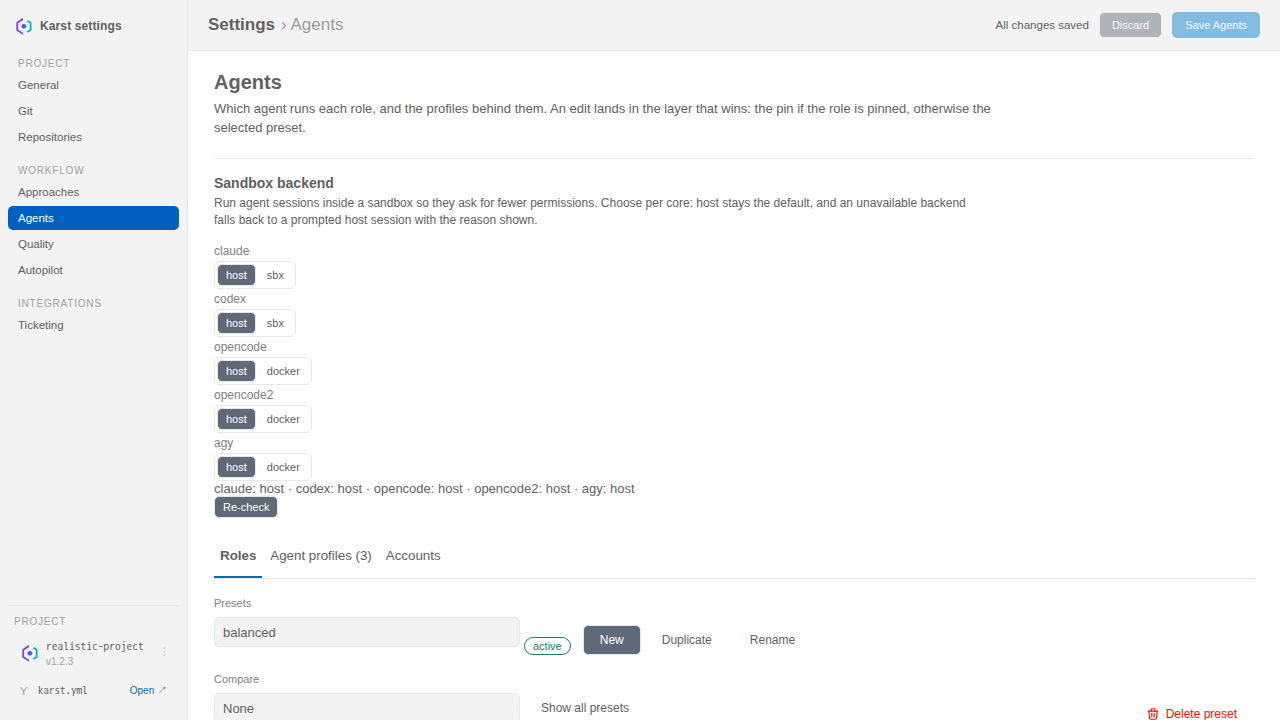 Karst settings
PROJECT
General
Git
Repositories
WORKFLOW
Approaches
Agents
Quality
Autopilot
INTEGRATIONS
Ticketing
PROJECT
realistic-project
v1.2.3
karst.yml Open ↗
Settings › Agents
All changes saved Discard Save Agents
Agents
Which agent runs each role, and the profiles behind them. An edit lands in the layer that wins: the pin if the role is pinned, otherwise the
selected preset.
Sandbox backend
Run agent sessions inside a sandbox so they ask for fewer permissions. Choose per core: host stays the default, and an unavailable backend
falls back to a prompted host session with the reason shown.
claude
host sbx
codex
host sbx
opencode
host docker
opencode2
host docker
agy
host docker
claude: host · codex: host · opencode: host · opencode2: host · agy: host
Re-check
Roles Agent profiles (3) Accounts
Presets
balanced active New Duplicate Rename
Compare
None Show all presets Delete preset